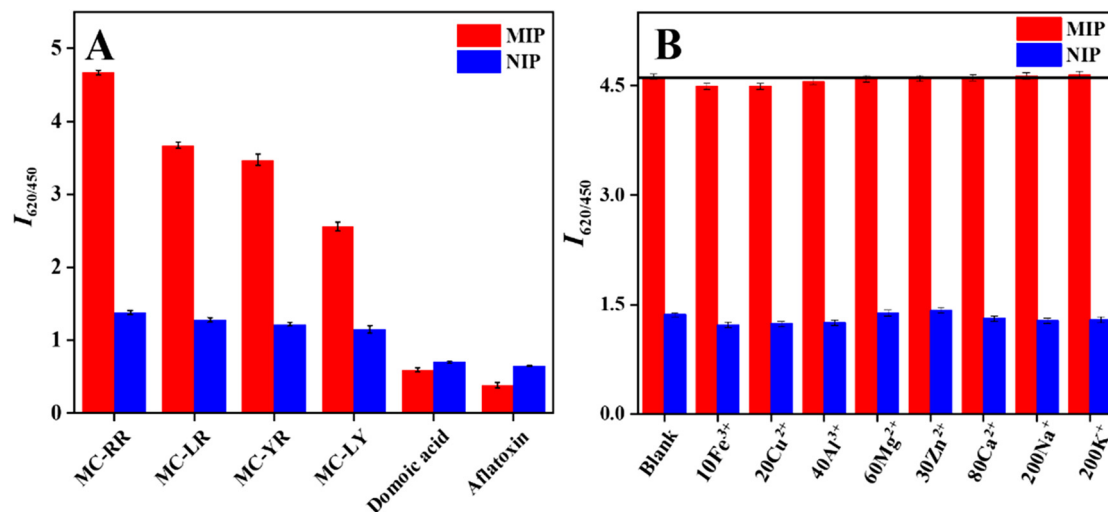 A
MIP
NIP
I620/450
5
4
3
2
1
0
MC-RR
MC-LR
MC-YR
MC-LY
Domoic acid
Aflatoxin
B
MIP
NIP
I620/450
4.5
3.0
1.5
0.0
Blank
10Fe³⁺
20Cu²⁺
40Al³⁺
60Mg²⁺
30Zn²⁺
80Ca²⁺
200Na⁺
200K⁺